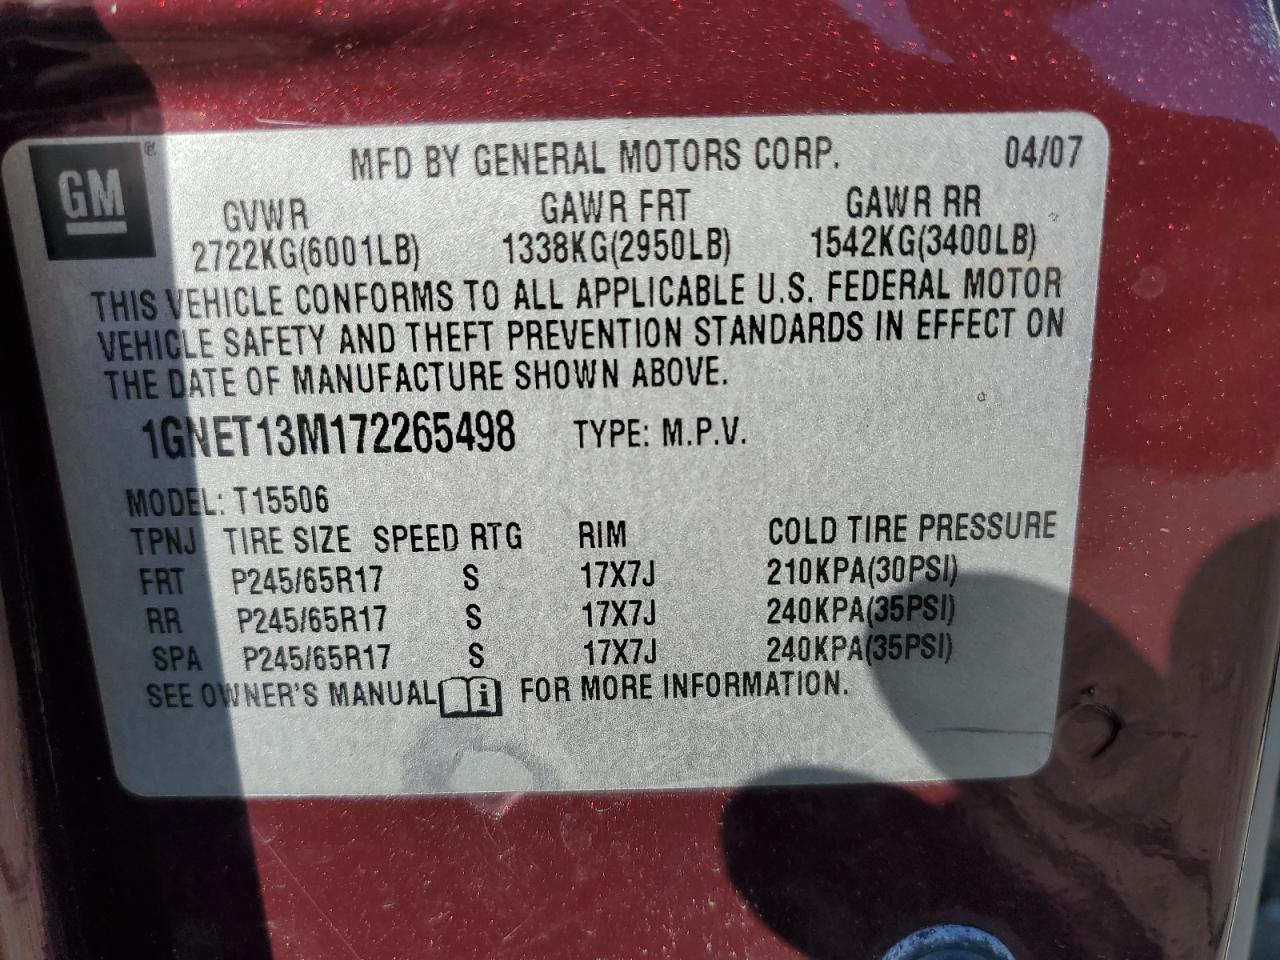 GM®
MFD BY GENERAL MOTORS CORP. 04/07
GVWR GAWR FRT GAWR RR
2722KG(6001LB) 1338KG(2950LB) 1542KG(3400LB)
THIS VEHICLE CONFORMS TO ALL APPLICABLE U.S. FEDERAL MOTOR
VEHICLE SAFETY AND THEFT PREVENTION STANDARDS IN EFFECT ON
THE DATE OF MANUFACTURE SHOWN ABOVE.
1GNET13M172265498 TYPE: M.P.V.
MODEL: T15506
TPNJ TIRE SIZE SPEED RTG RIM COLD TIRE PRESSURE
FRT P245/65R17 S 17X7J 210KPA(30PSI)
RR P245/65R17 S 17X7J 240KPA(35PSI)
SPA P245/65R17 S 17X7J 240KPA(35PSI)
SEE OWNER'S MANUAL i FOR MORE INFORMATION.